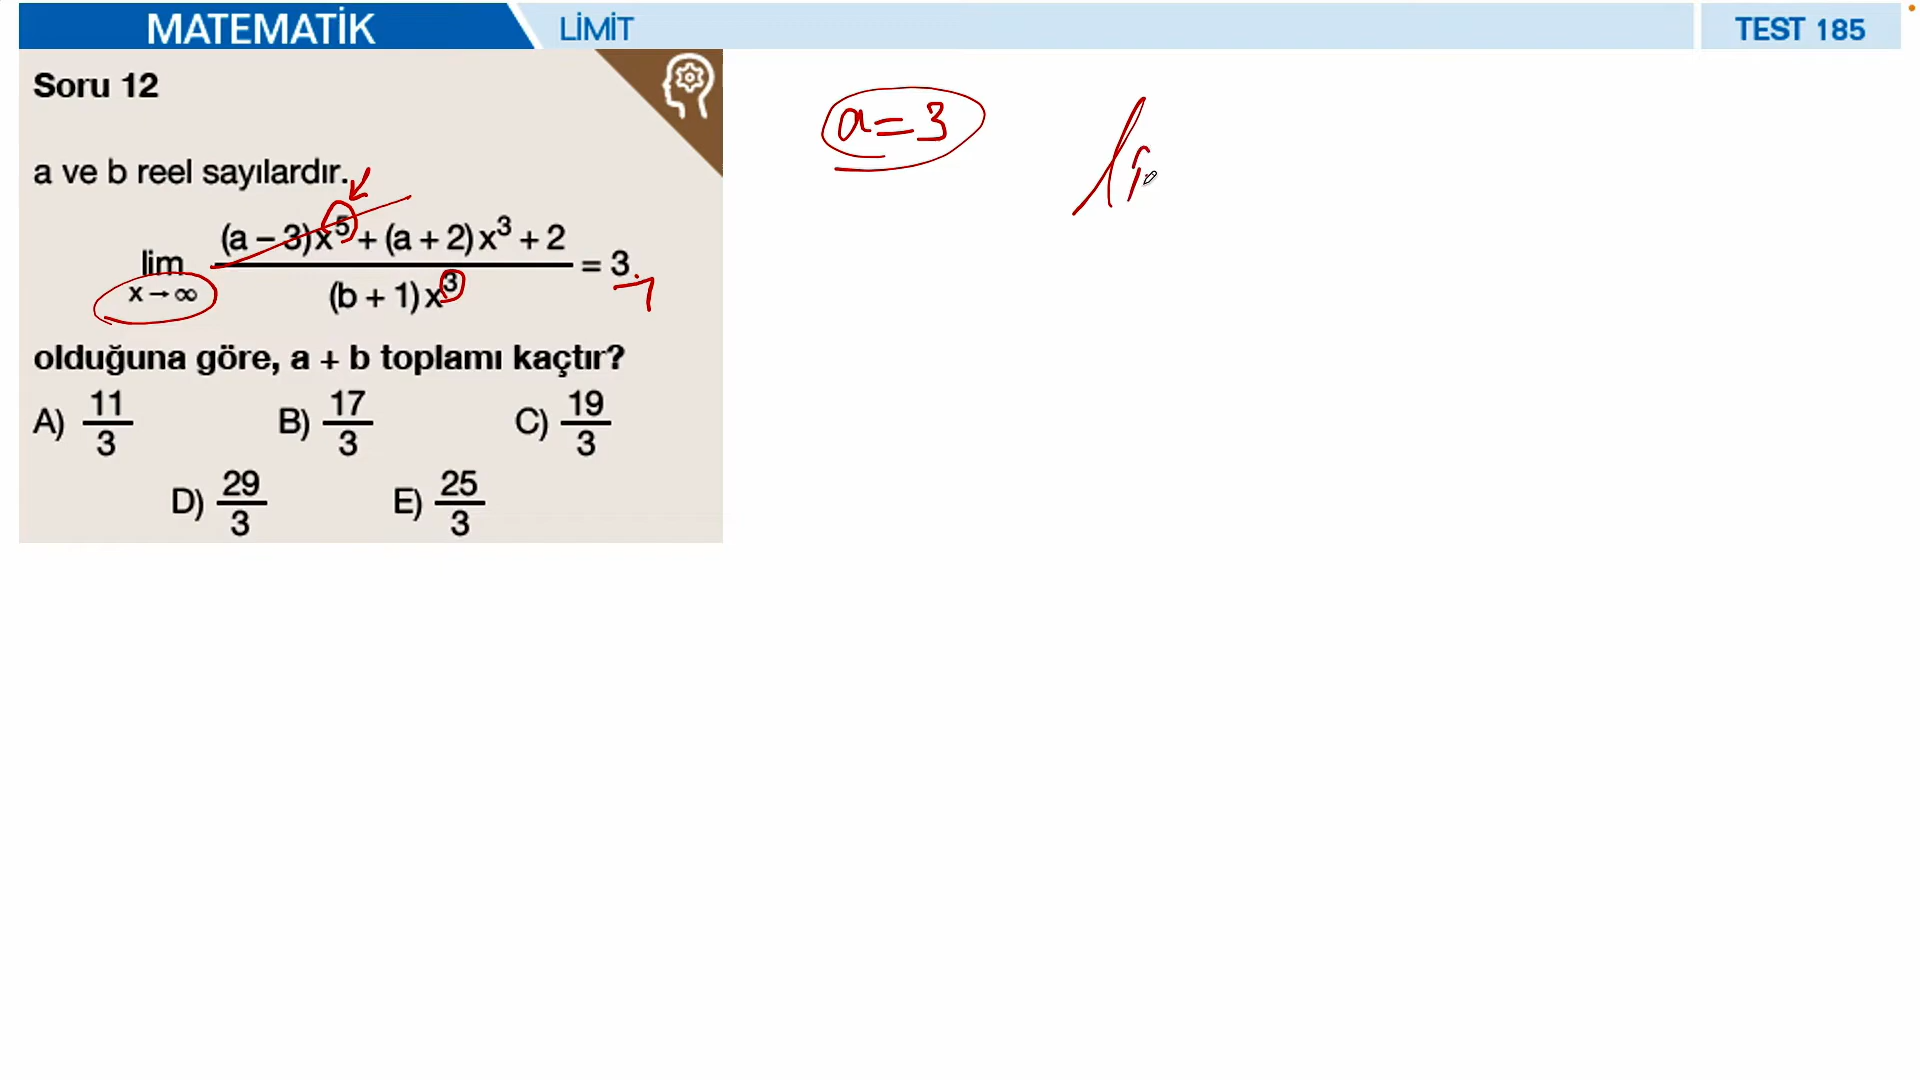 MATEMATİK LİMİT TEST 185
Soru 12
a ve b reel sayılardır.
lim x→∞ ((a − 3)x⁵ + (a + 2)x³ + 2) / ((b + 1)x³) = 3
olduğuna göre, a + b toplamı kaçtır?
A) 11/3 B) 17/3 C) 19/3
D) 29/3 E) 25/3
a = 3